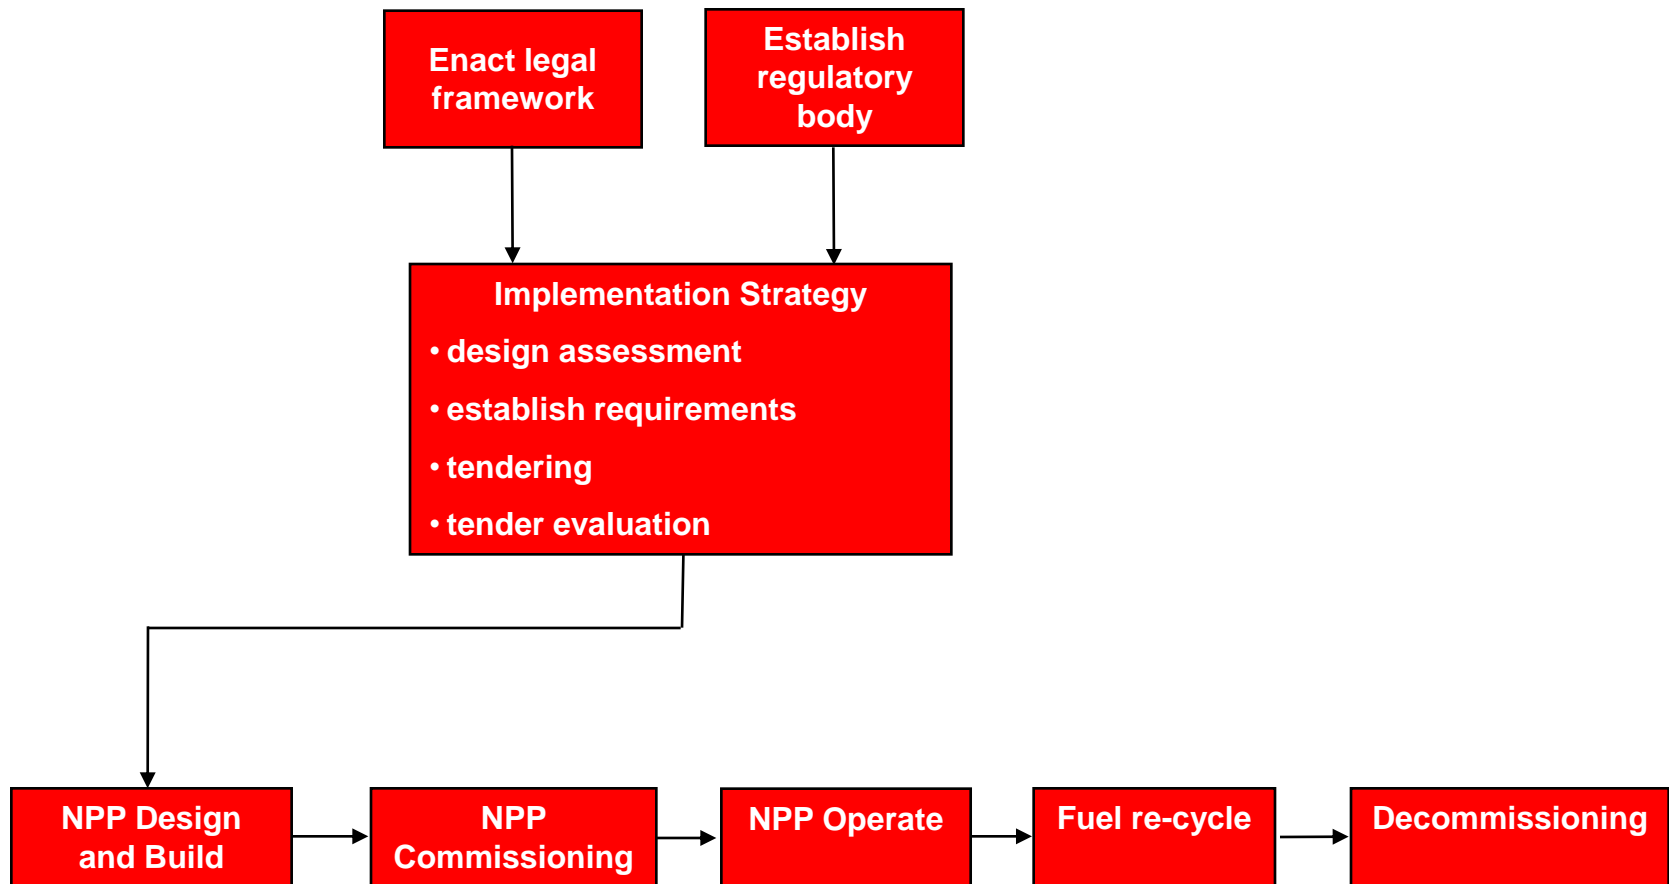 Enact legal
framework
Establish
regulatory
body
Implementation Strategy
• design assessment
• establish requirements
• tendering
• tender evaluation
NPP Design
and Build
NPP
Commissioning
NPP Operate
Fuel re-cycle
Decommissioning